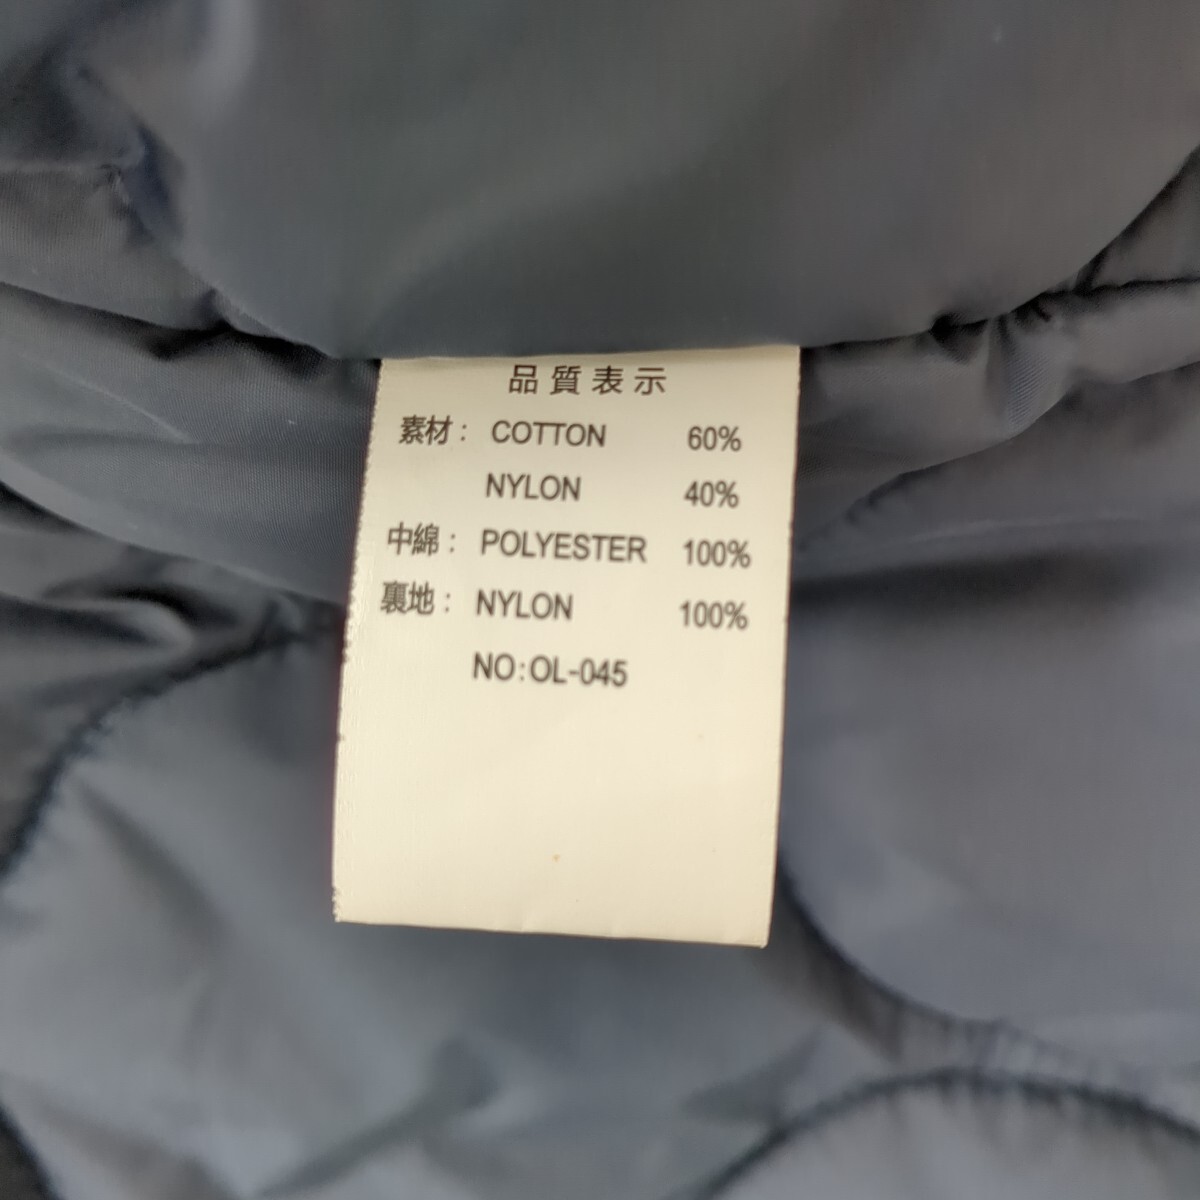 品質表示
素材： COTTON 60%
NYLON 40%
中綿： POLYESTER 100%
裏地： NYLON 100%
NO:OL-045